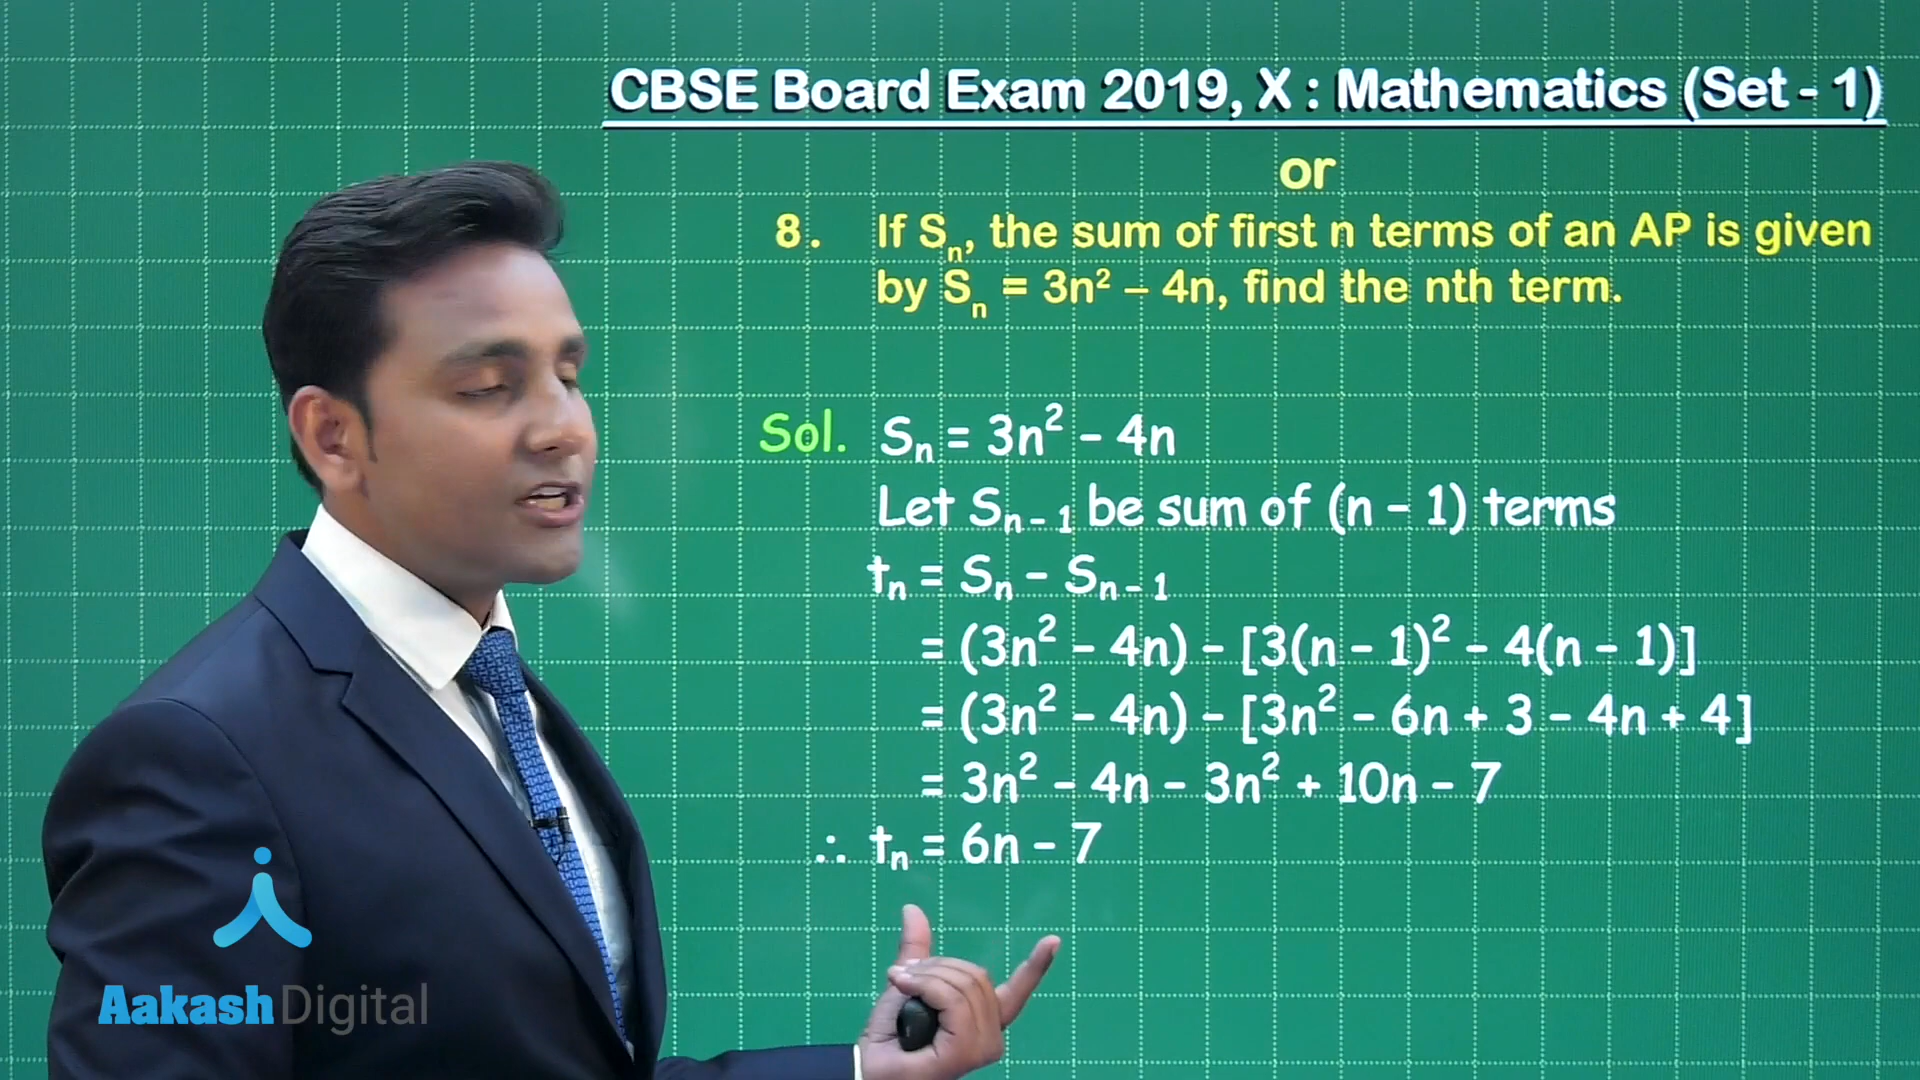 CBSE Board Exam 2019, X : Mathematics (Set - 1)
or
8. If Sₙ, the sum of first n terms of an AP is given
by Sₙ = 3n² – 4n, find the nth term.
Sol. Sₙ = 3n² – 4n
Let Sₙ₋₁ be sum of (n – 1) terms
tₙ = Sₙ – Sₙ₋₁
= (3n² – 4n) – [3(n – 1)² – 4(n – 1)]
= (3n² – 4n) – [3n² – 6n + 3 – 4n + 4]
= 3n² – 4n – 3n² + 10n – 7
∴ tₙ = 6n – 7
Aakash Digital